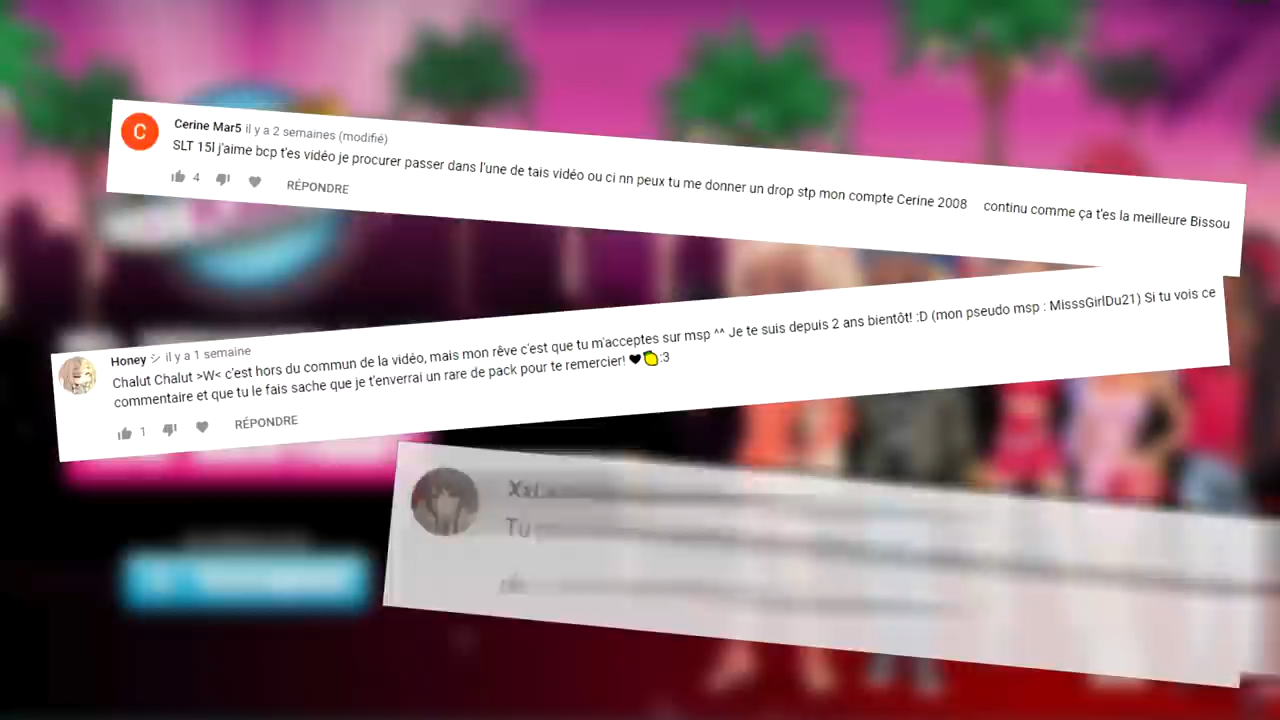 Cerine Mar5 il y a 2 semaines (modifié)
SLT 15l j'aime bcp t'es vidéo je procurer passer dans l'une de tais vidéo ou ci nn peux tu me donner un drop stp mon compte Cerine 2008 continu comme ça t'es la meilleure Bissou
4 RÉPONDRE
Honey シ il y a 1 semaine
Chalut Chalut >W< c'est hors du commun de la vidéo, mais mon rêve c'est que tu m'acceptes sur msp ^^ Je te suis depuis 2 ans bientôt! :D (mon pseudo msp : MisssGirlDu21) Si tu vois ce
commentaire et que tu le fais sache que je t'enverrai un rare de pack pour te remercier! 🖤🍋:3
1 RÉPONDRE
Tu